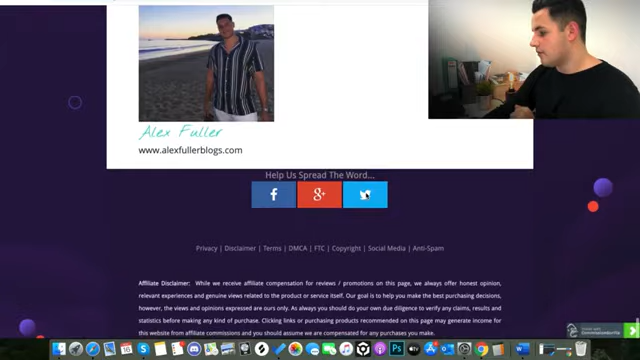 Alex Fuller
www.alexfullerblogs.com
Help Us Spread The Word...
Privacy | Disclaimer | Terms | DMCA | FTC | Copyright | Social Media | Anti-Spam
Affiliate Disclaimer: While we receive affiliate compensation for reviews / promotions on this page, we always offer honest opinion,
relevant experiences and genuine views related to the product or service itself. Our goal is to help you make the best purchasing decisions,
however, the views and opinions expressed are ours only. As always you should do your own due diligence to verify any claims, results and
statistics before making any kind of purchase. Clicking links or purchasing products recommended on this page may generate income for
this website from affiliate commissions and you should assume we are compensated for any purchases you make.